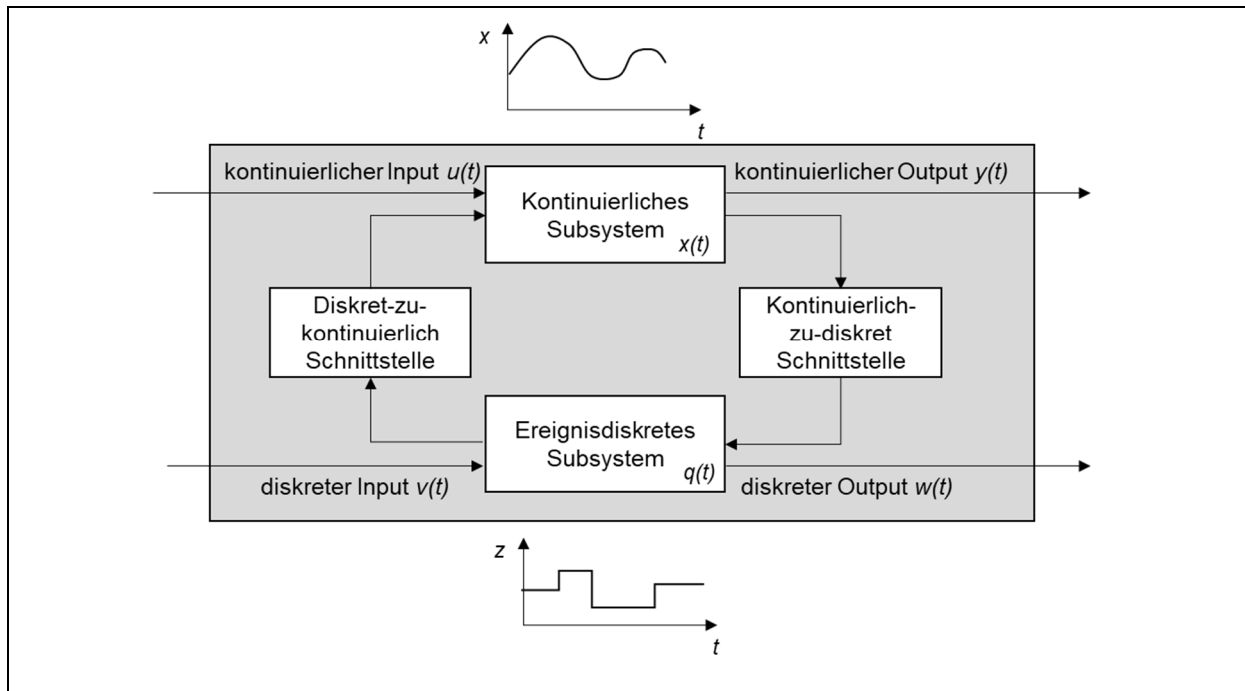 x
t
kontinuierlicher Input u(t)
kontinuierlicher Output y(t)
Kontinuierliches
Subsystem
x(t)
Diskret-zu-
kontinuierlich
Schnittstelle
Kontinuierlich-
zu-diskret
Schnittstelle
Ereignisdiskretes
Subsystem
q(t)
diskreter Input v(t)
diskreter Output w(t)
z
t